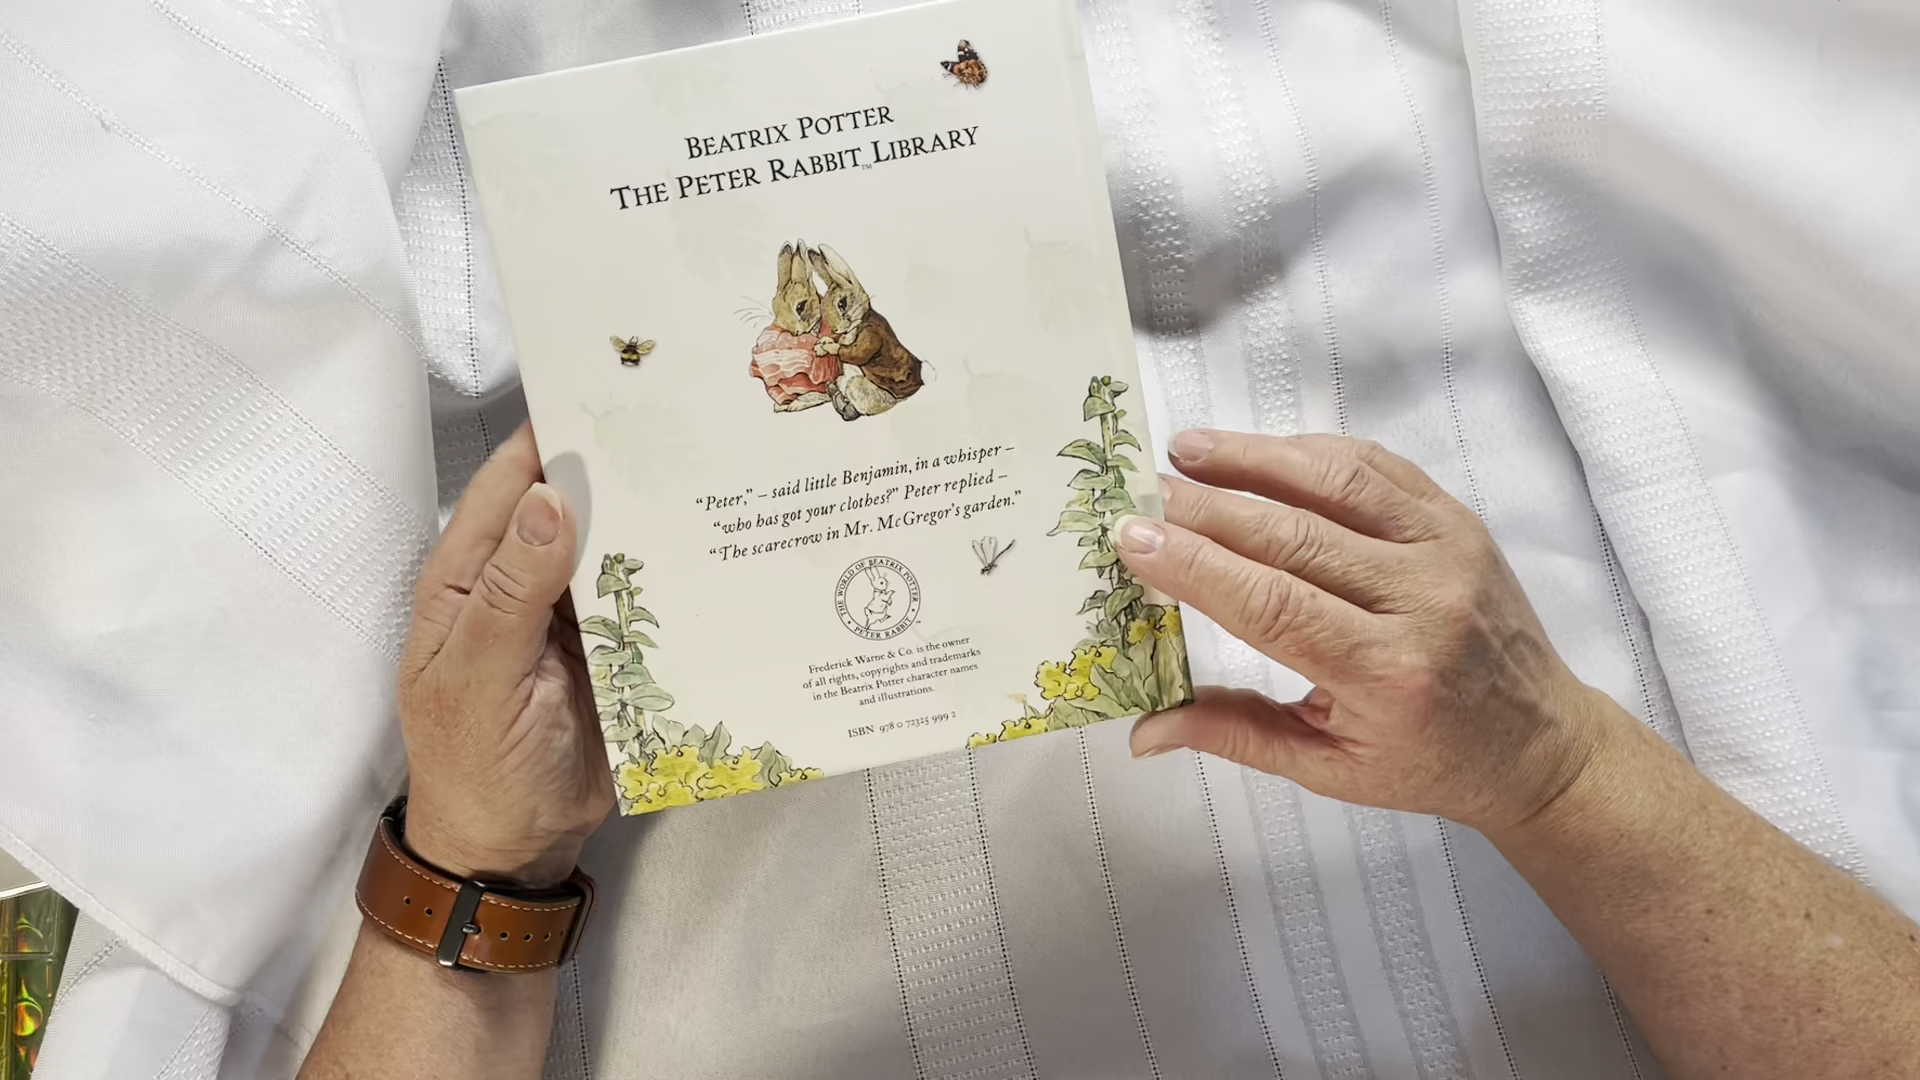 BEATRIX POTTER
THE PETER RABBIT™ LIBRARY
“Peter,” – said little Benjamin, in a whisper –
“who has got your clothes?” Peter replied –
“The scarecrow in Mr. McGregor’s garden.”
THE WORLD OF BEATRIX POTTER
• PETER RABBIT •
Frederick Warne & Co. is the owner
of all rights, copyrights and trademarks
in the Beatrix Potter character names
and illustrations.
ISBN 978 0 72325 999 2